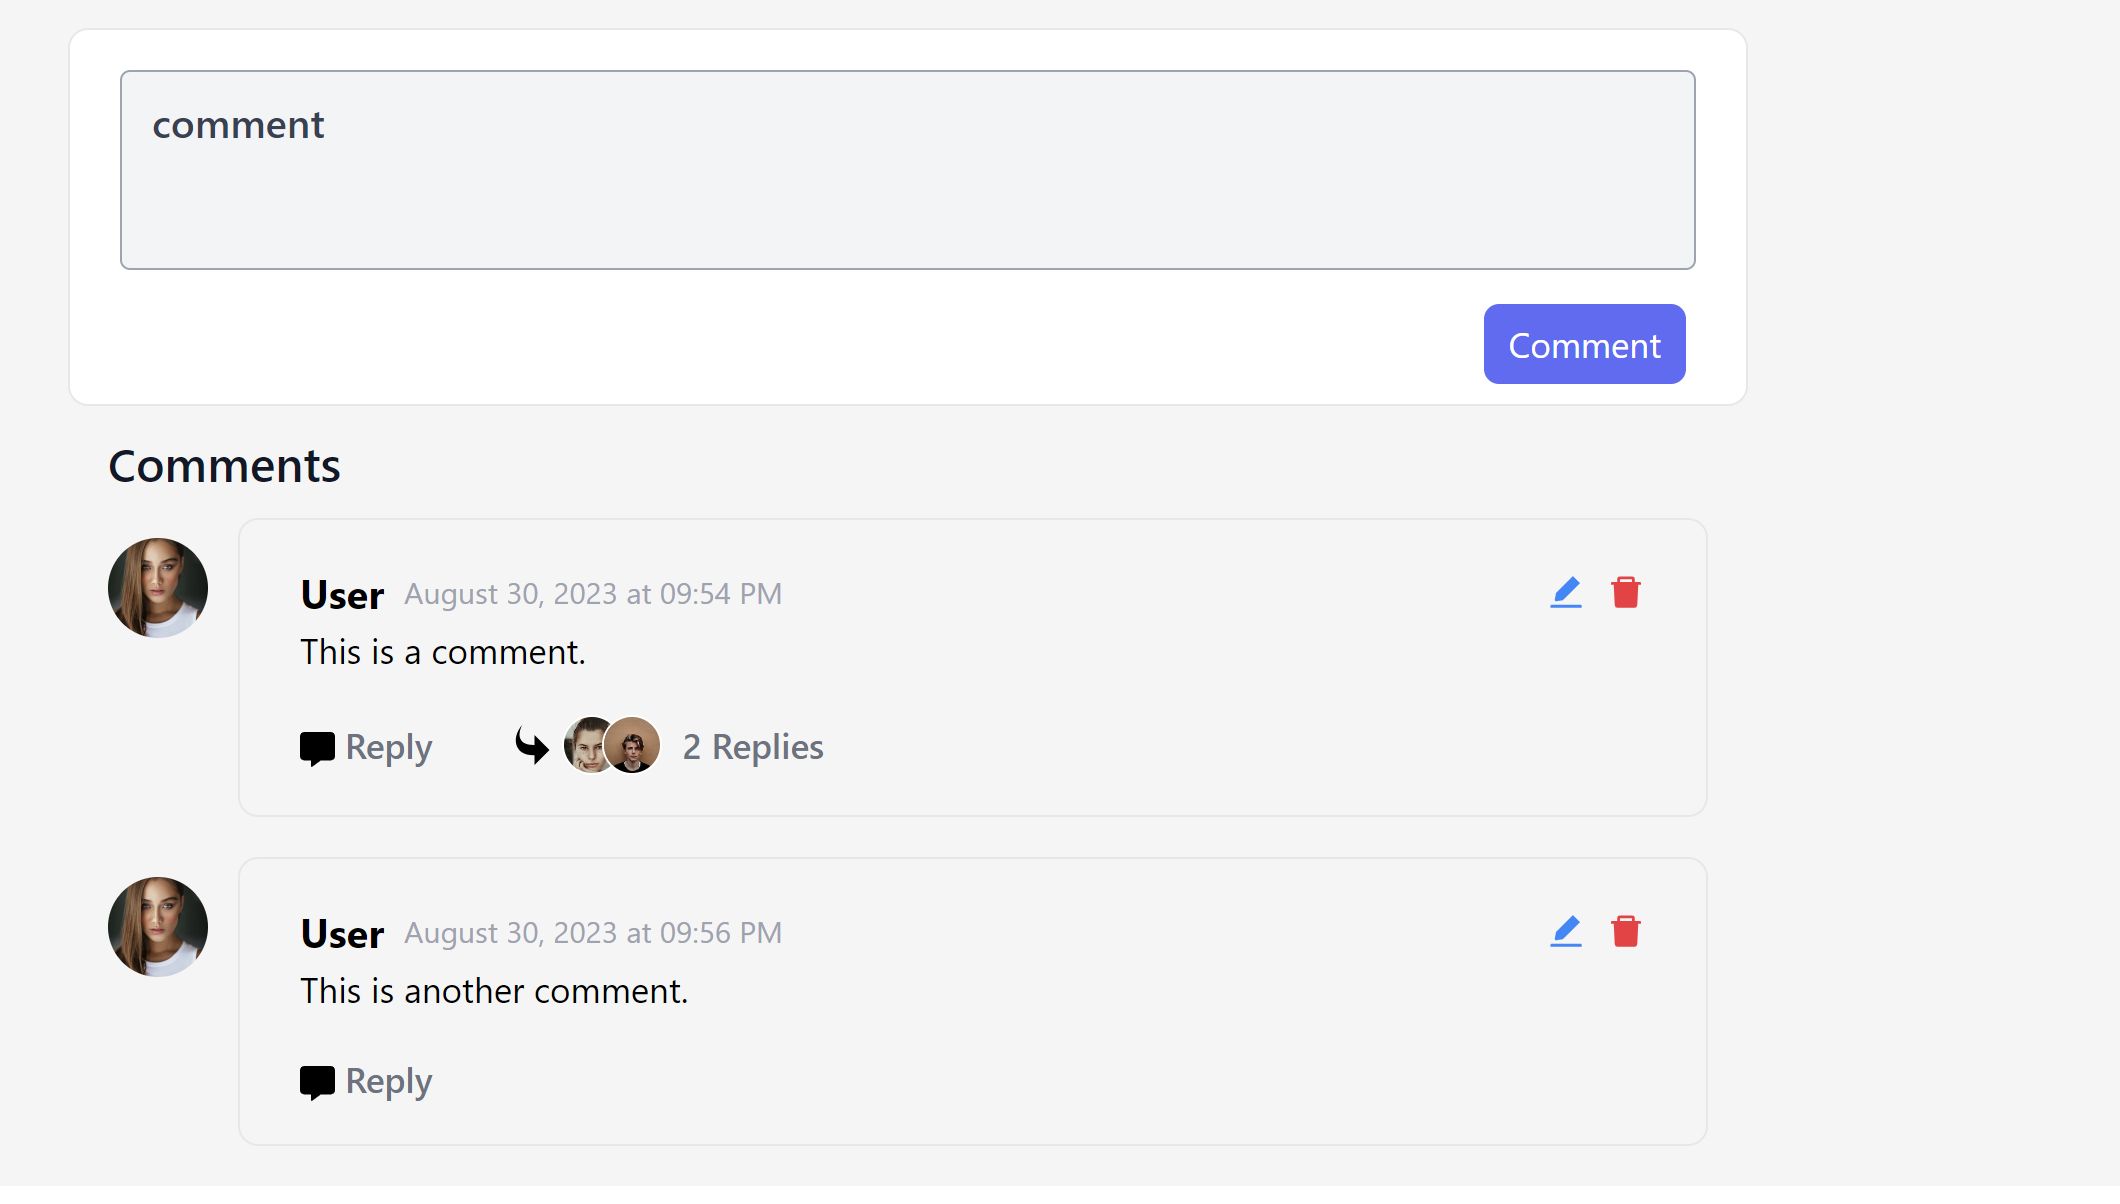 comment
Comment
Comments
User August 30, 2023 at 09:54 PM
This is a comment.
Reply 2 Replies
User August 30, 2023 at 09:56 PM
This is another comment.
Reply